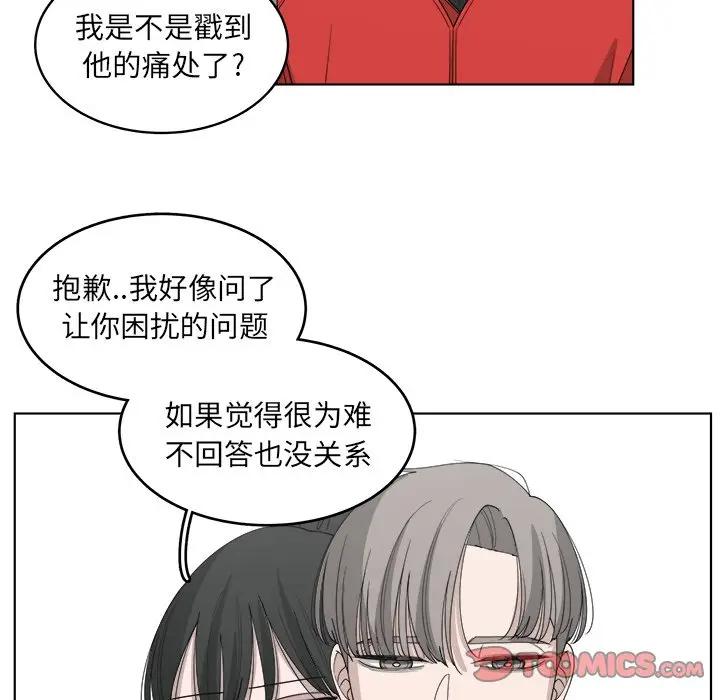 我是不是戳到
他的痛处了?
抱歉..我好像问了
让你困扰的问题
如果觉得很为难
不回答也没关系
TOOMICS.COM